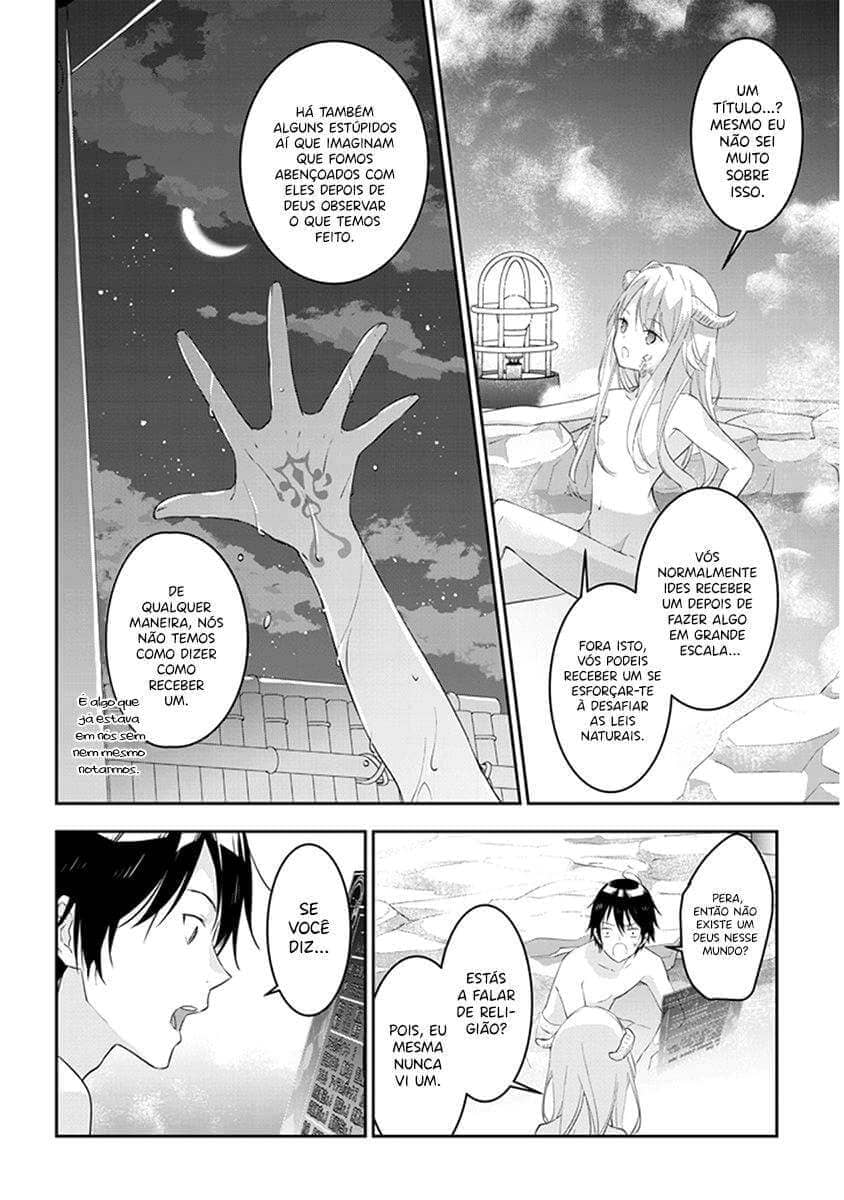 UM
TÍTULO...?
MESMO EU
NÃO SEI
MUITO
SOBRE
ISSO.
VÓS
NORMALMENTE
IDES RECEBER
UM DEPOIS DE
FAZER ALGO
EM GRANDE
ESCALA...
FORA ISTO,
VÓS PODEIS
RECEBER UM SE
ESFORÇAR-TE
À DESAFIAR
AS LEIS
NATURAIS.
HÁ TAMBÉM
ALGUNS ESTÚPIDOS
AÍ QUE IMAGINAM
QUE FOMOS
ABENÇOADOS COM
ELES DEPOIS DE
DEUS OBSERVAR
O QUE TEMOS
FEITO.
DE
QUALQUER
MANEIRA, NÓS
NÃO TEMOS
COMO DIZER
COMO
RECEBER
UM.
É algo que
já estava
em nós sem
nem mesmo
notarmos.
PERA,
ENTÃO NÃO
EXISTE UM
DEUS NESSE
MUNDO?
ESTÁS
A FALAR
DE RELI-
GIÃO?
POIS, EU
MESMA
NUNCA
VI UM.
SE
VOCÊ
DIZ...